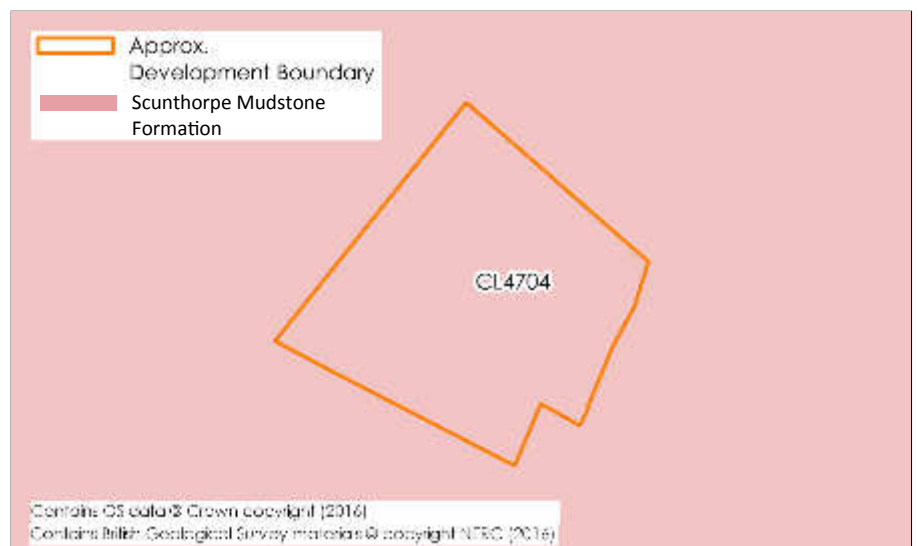 Approx.
Development Boundary
Scunthorpe Mudstone
Formation
CL4704
Contains OS data © Crown copyright (2016)
Contains British Geological Survey materials © copyright NERC (2016)